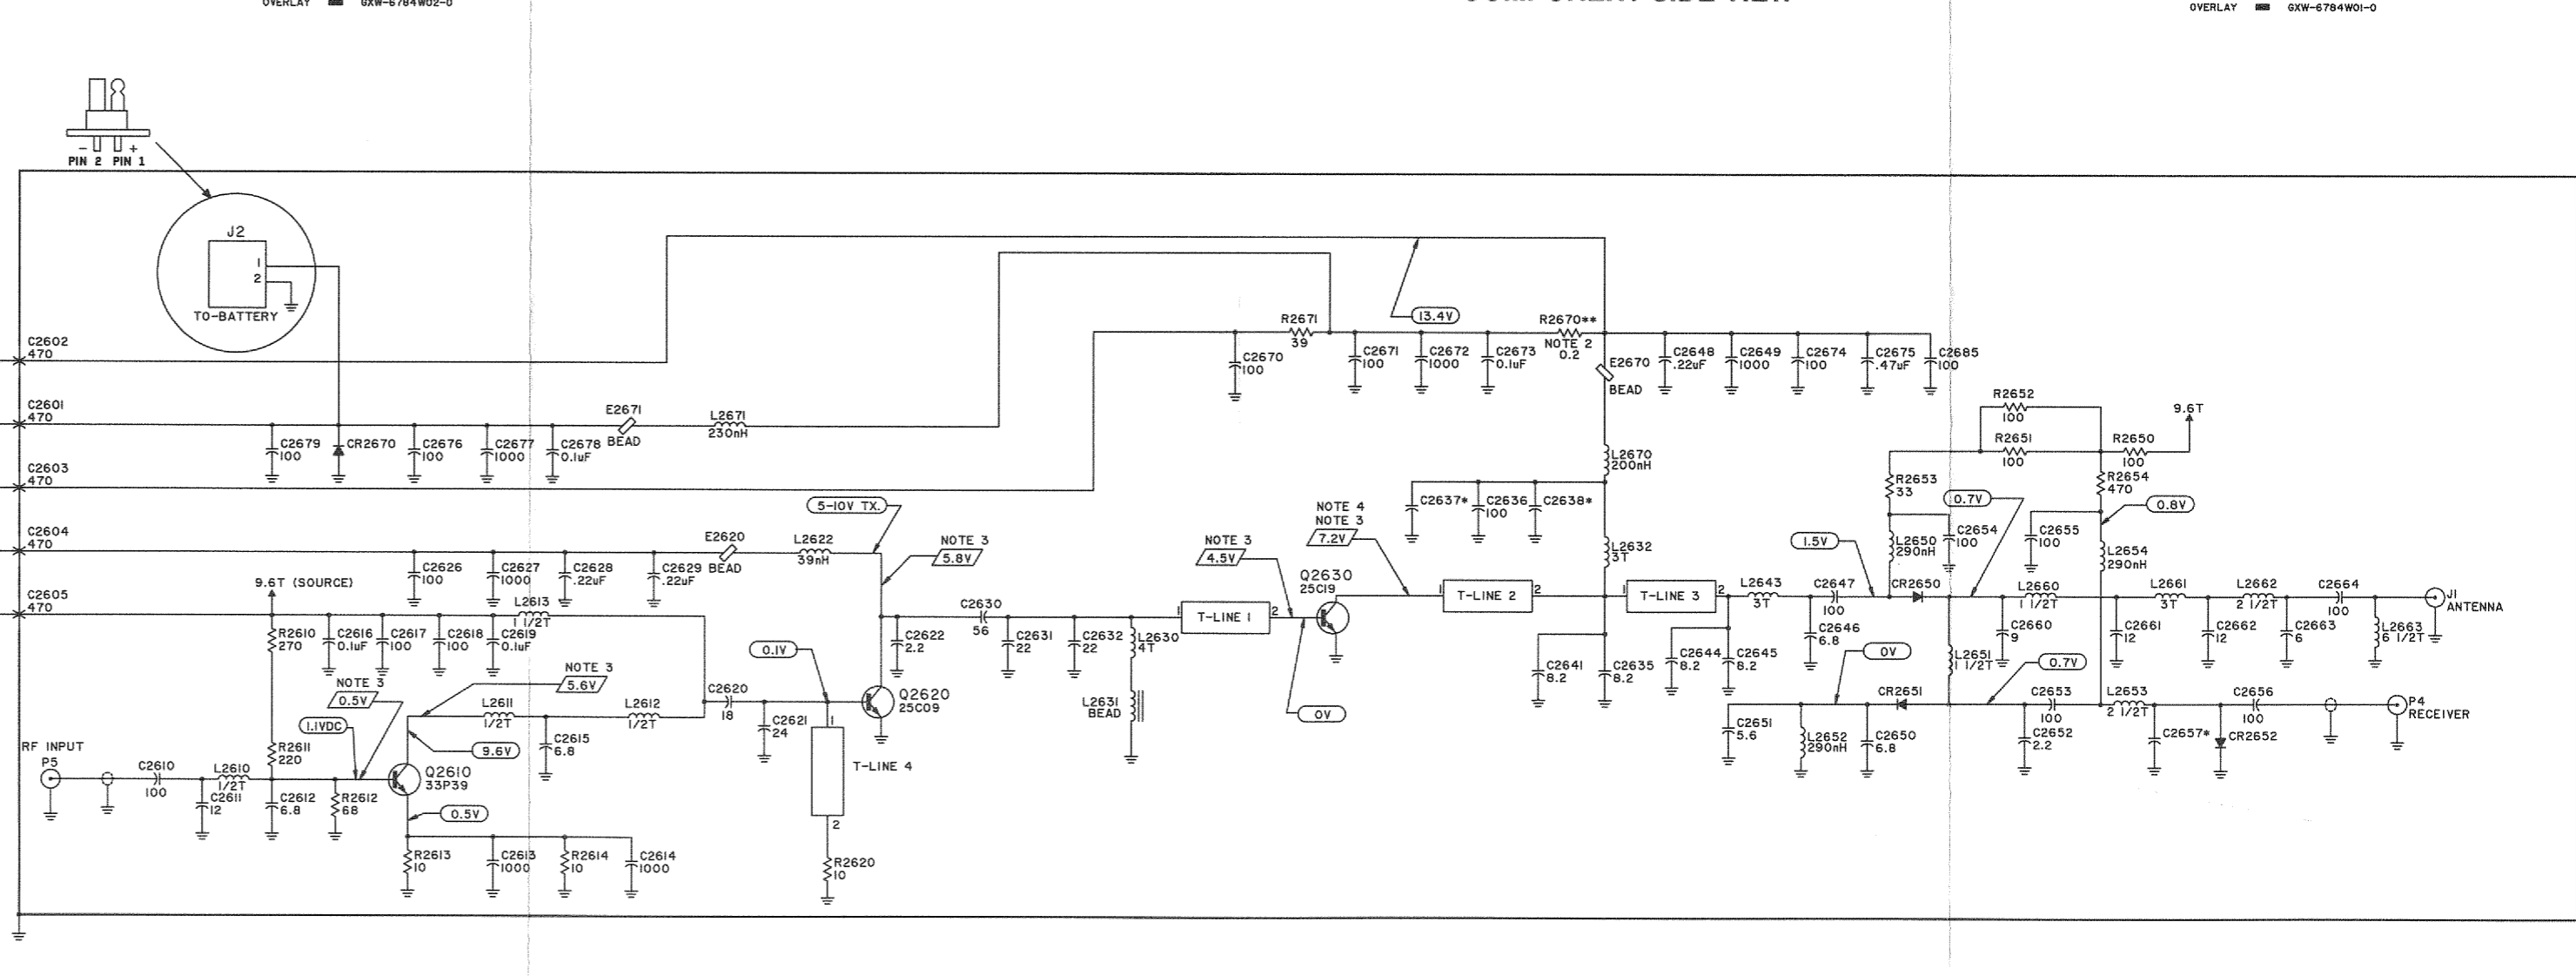 OVERLAY GXW-6784W02-0
OVERLAY GXW-6784W01-0
- +
PIN 2 PIN 1
J2
1
2
TO-BATTERY
C2602
470
C2601
470
C2603
470
C2604
470
C2605
470
C2679
100
CR2670
C2676
100
C2677
1000
C2678
0.1uF
E2671
BEAD
L2671
230nH
C2670
100
R2671
39
C2671
100
C2672
1000
C2673
0.1uF
13.4V
R2670**
NOTE 2
0.2
E2670
BEAD
C2648
.22uF
C2649
1000
C2674
100
C2675
.47uF
C2685
100
L2670
200nH
C2637*
C2636
100
C2638*
L2632
3T
5-10V TX.
NOTE 3
5.8V
E2620
BEAD
L2622
39nH
C2626
100
C2627
1000
C2628
.22uF
C2629
.22uF
9.6T (SOURCE)
L2613
1 1/2T
R2610
270
C2616
0.1uF
C2617
100
C2618
100
C2619
0.1uF
NOTE 3
0.5V
1.1VDC
NOTE 3
5.6V
9.6V
0.5V
R2611
220
RF INPUT
P5
C2610
100
L2610
1/2T
C2611
12
C2612
6.8
R2612
68
Q2610
33P39
L2611
1/2T
C2615
6.8
L2612
1/2T
R2613
10
C2613
1000
R2614
10
C2614
1000
C2620
18
C2621
24
0.1V
Q2620
25C09
1
T-LINE 4
2
R2620
10
C2622
2.2
C2630
56
C2631
22
C2632
22
L2630
4T
L2631
BEAD
1 T-LINE 1 2
NOTE 3
4.5V
0V
NOTE 4
NOTE 3
7.2V
Q2630
25C19
1 T-LINE 2 2
T-LINE 3 2
C2641
8.2
C2635
8.2
C2644
8.2
C2645
8.2
L2643
3T
C2646
6.8
C2647
100
1.5V
CR2650
R2652
100
R2651
100
R2650
100
9.6T
R2653
33
R2654
470
0.7V
0.8V
L2650
290nH
C2654
100
C2655
100
L2654
290nH
L2660
1 1/2T
C2660
9
C2661
12
L2661
3T
C2662
12
L2662
2 1/2T
C2663
6
C2664
100
L2663
6 1/2T
J1
ANTENNA
L2651
1 1/2T
0V
0.7V
C2651
5.6
L2652
290nH
C2650
6.8
CR2651
C2652
2.2
C2653
100
L2653
2 1/2T
C2657*
CR2652
C2656
100
P4
RECEIVER